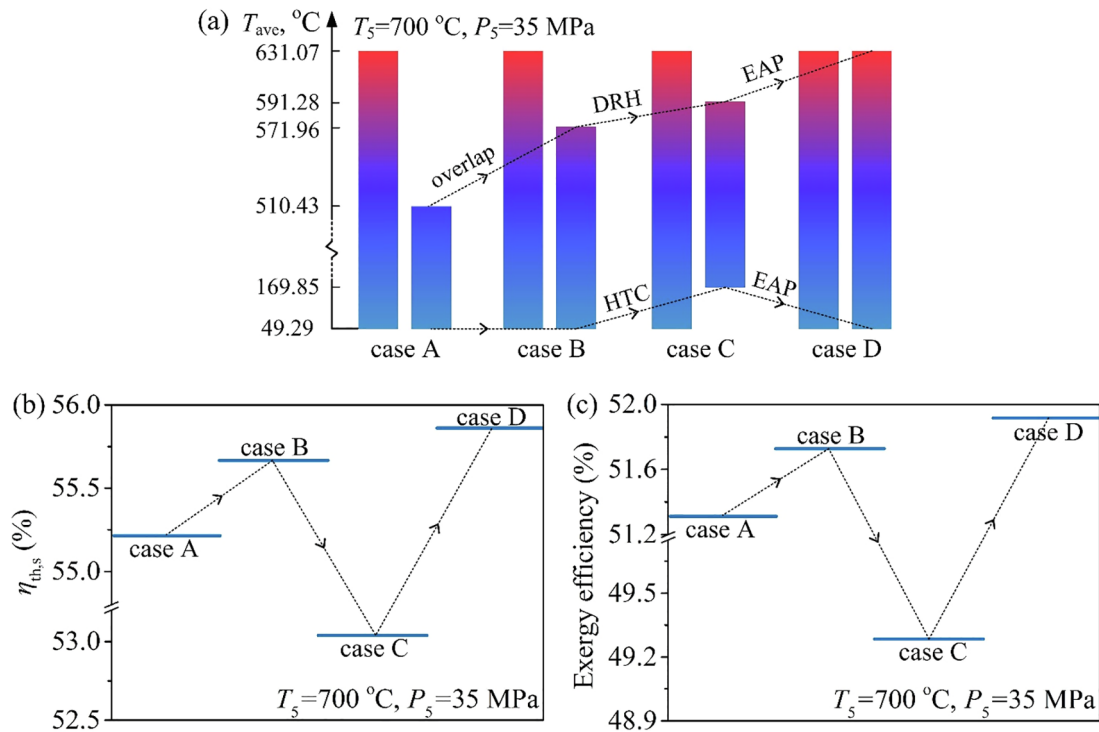 (a) T_ave, °C T_5=700 °C, P_5=35 MPa
631.07
591.28
571.96
510.43
169.85
49.29
overlap
DRH
EAP
HTC
EAP
case A case B case C case D
(b)
η_th,s (%)
56.0
55.5
55.0
53.0
52.5
case A
case B
case C
case D
T_5=700 °C, P_5=35 MPa
(c)
Exergy efficiency (%)
52.0
51.6
51.2
49.5
49.2
48.9
case A
case B
case C
case D
T_5=700 °C, P_5=35 MPa